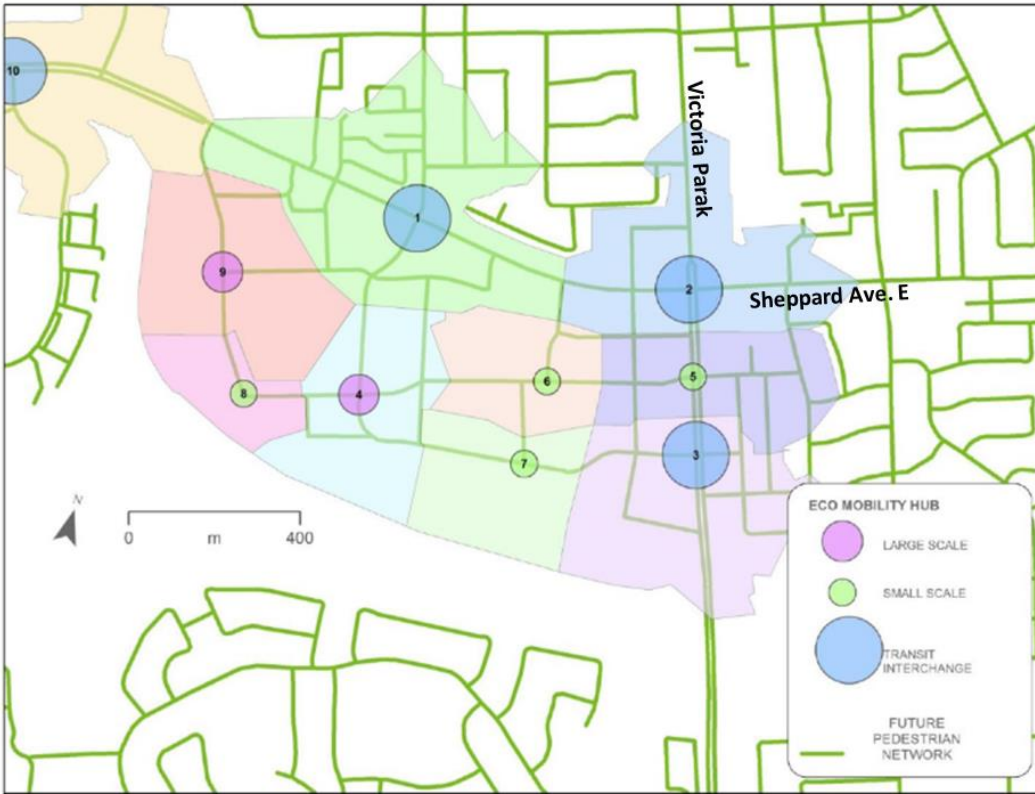 10
Victoria Parak
1
9
2
Sheppard Ave. E
8
4
6
5
7
3
N
0 m 400
ECO MOBILITY HUB
LARGE SCALE
SMALL SCALE
TRANSIT
INTERCHANGE
FUTURE
PEDESTRIAN
NETWORK